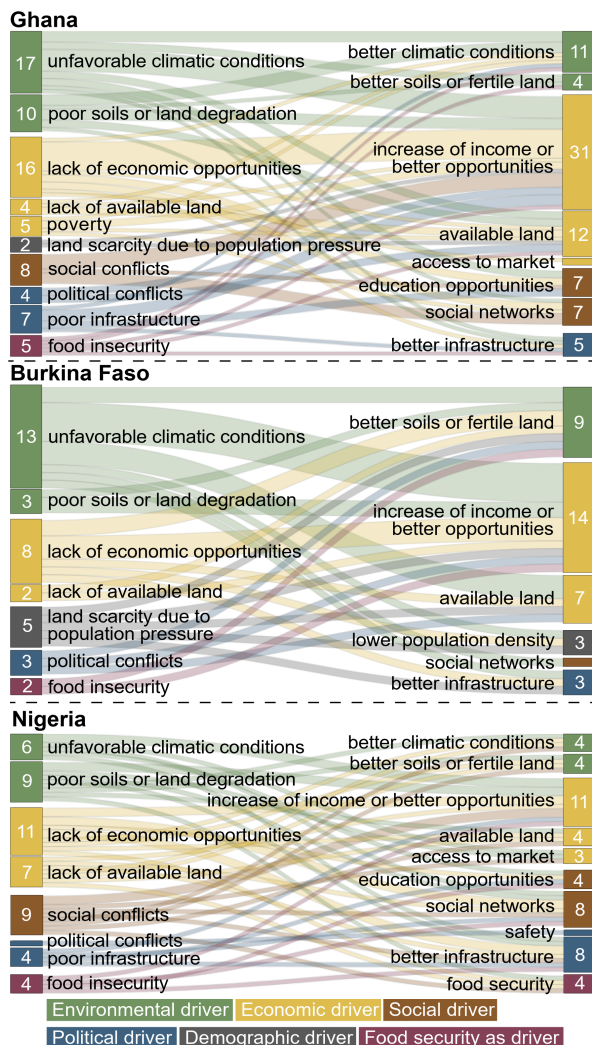 Ghana
17 unfavorable climatic conditions
10 poor soils or land degradation
16 lack of economic opportunities
4 lack of available land
5 poverty
2 land scarcity due to population pressure
8 social conflicts
4 political conflicts
7 poor infrastructure
5 food insecurity
better climatic conditions 11
better soils or fertile land 4
increase of income or
better opportunities 31
available land 12
access to market
education opportunities 7
social networks 7
better infrastructure 5
Burkina Faso
13 unfavorable climatic conditions
3 poor soils or land degradation
8 lack of economic opportunities
2 lack of available land
5 land scarcity due to
population pressure
3 political conflicts
2 food insecurity
better soils or fertile land 9
increase of income or
better opportunities 14
available land 7
lower population density 3
social networks
better infrastructure 3
Nigeria
6 unfavorable climatic conditions
9 poor soils or land degradation
11 lack of economic opportunities
7 lack of available land
9 social conflicts
political conflicts
4 poor infrastructure
4 food insecurity
better climatic conditions 4
better soils or fertile land 4
increase of income or better opportunities 11
available land 4
access to market 3
education opportunities 4
social networks 8
safety
better infrastructure 8
food security 4
Environmental driver Economic driver Social driver
Political driver Demographic driver Food security as driver